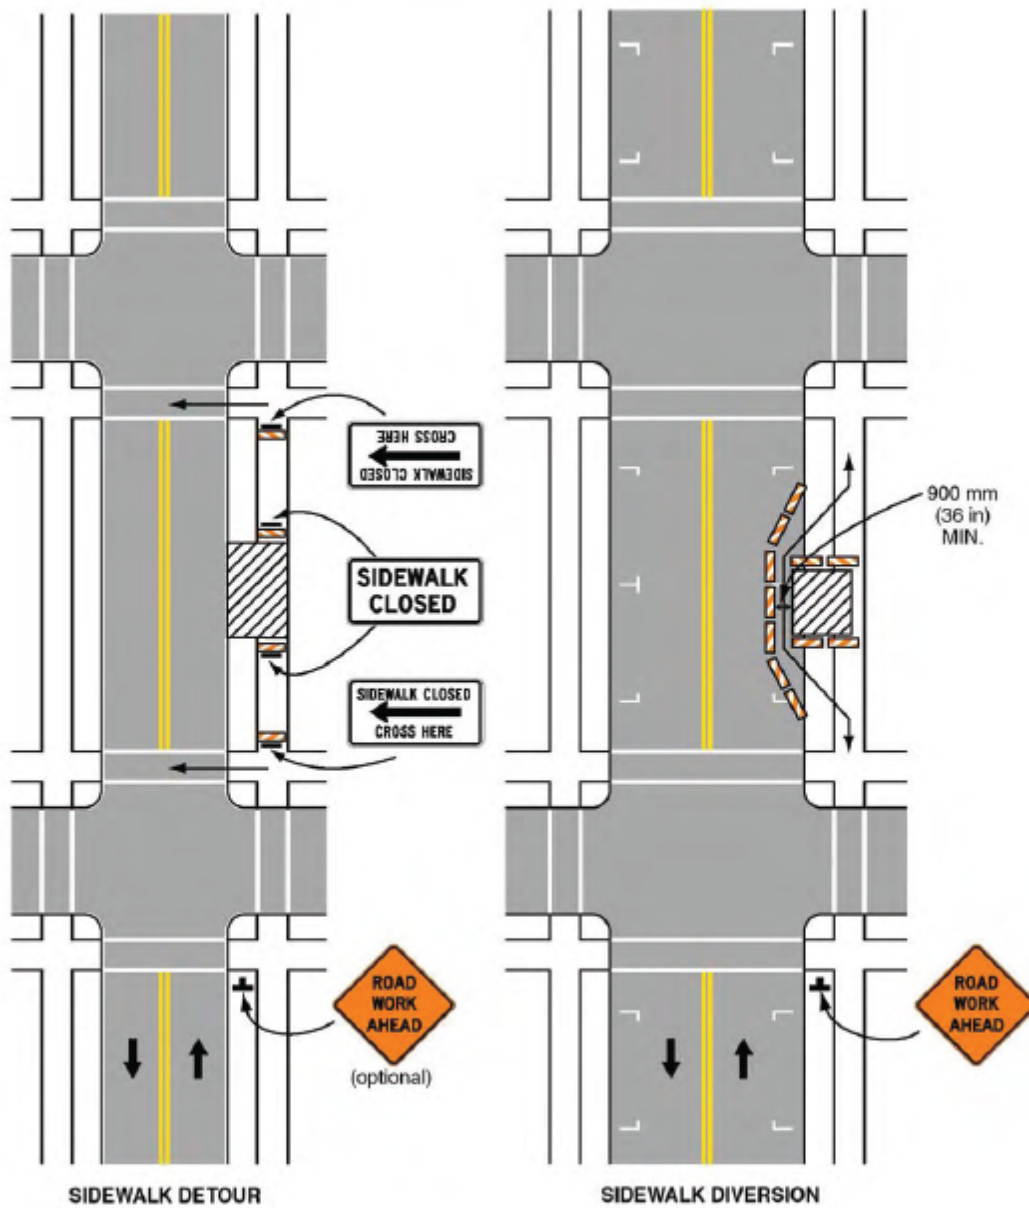 CROSS HERE
SIDEWALK CLOSED
SIDEWALK
CLOSED
SIDEWALK CLOSED
CROSS HERE
ROAD
WORK
AHEAD
(optional)
SIDEWALK DETOUR
900 mm
(36 in)
MIN.
ROAD
WORK
AHEAD
SIDEWALK DIVERSION